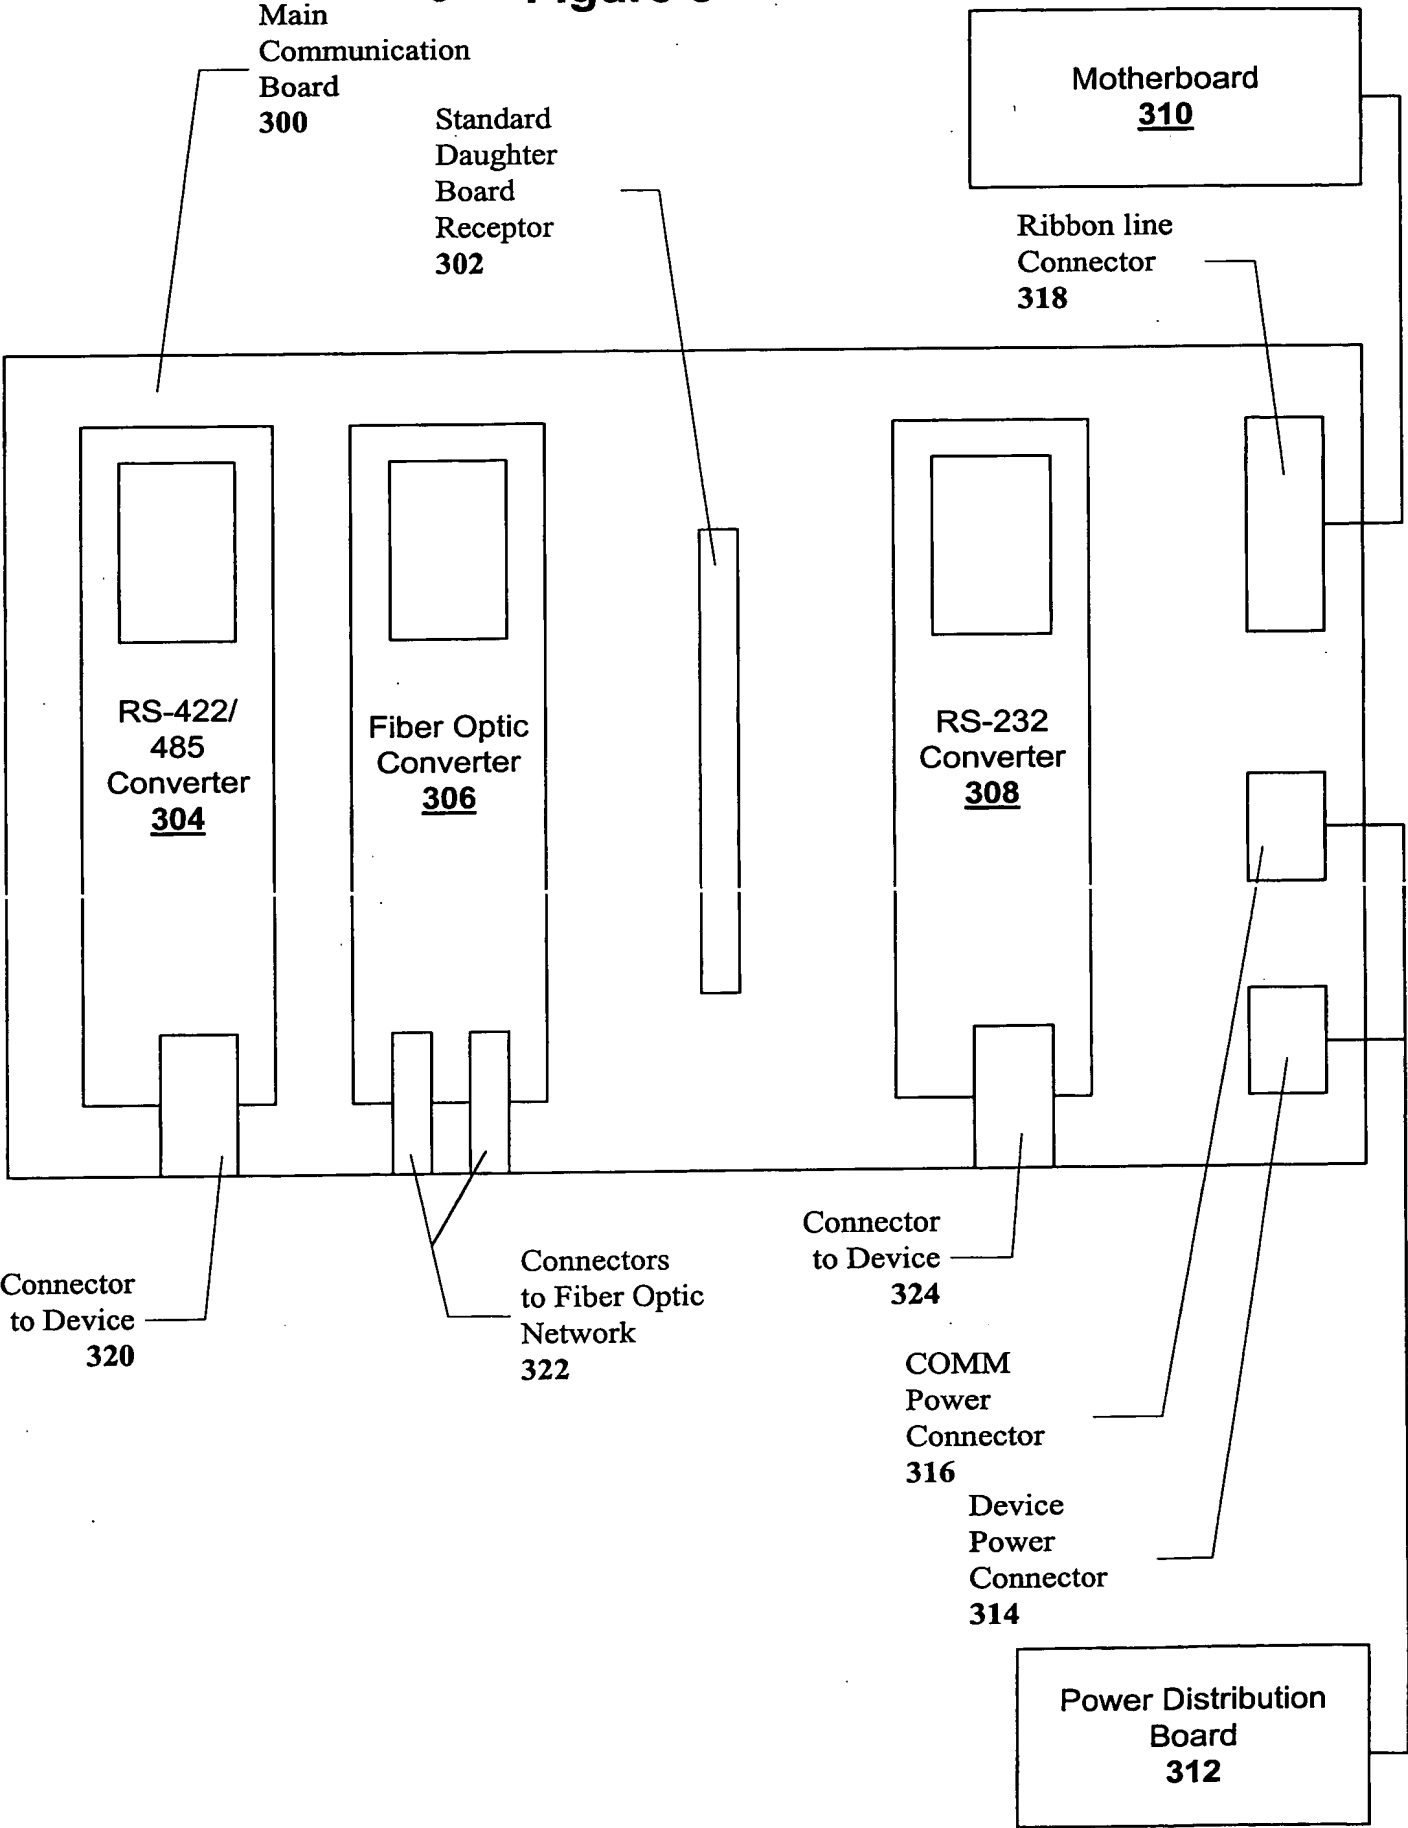 Main
Communication
Board
300
Standard
Daughter
Board
Receptor
302
Motherboard
310
Ribbon line
Connector
318
RS-422/
485
Converter
304
Fiber Optic
Converter
306
RS-232
Converter
308
Connector
to Device
320
Connectors
to Fiber Optic
Network
322
Connector
to Device
324
COMM
Power
Connector
316
Device
Power
Connector
314
Power Distribution
Board
312